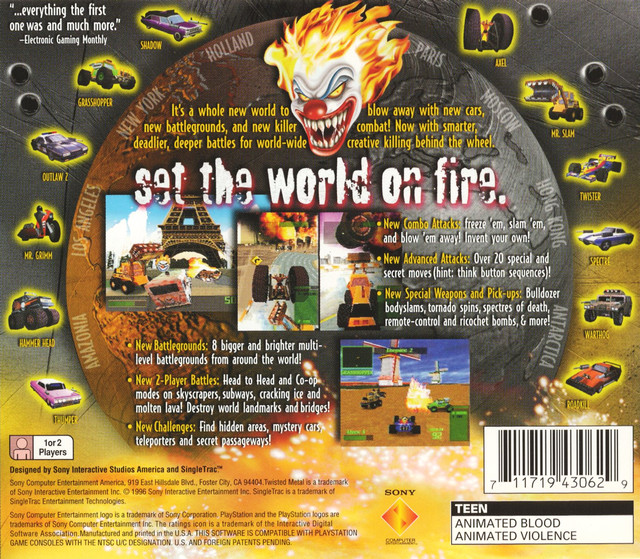 "...everything the first
one was and much more."
-Electronic Gaming Monthly
SHADOW
GRASSHOPPER
OUTLAW 2
MR. GRIMM
HAMMER HEAD
THUMPER
AXEL
MR. SLAM
TWISTER
SPECTRE
WARTHOG
ROADKILL
AMAZONIA
LOS ANGELES
NEW YORK
HOLLAND
PARIS
MOSCOW
HONG KONG
ANTARCTICA
It's a whole new world to blow away with new cars,
new battlegrounds, and new killer combat! Now with smarter,
deadlier, deeper battles for world-wide creative killing behind the wheel.
set the world on fire.
• New Combo Attacks: freeze 'em, slam 'em,
and blow 'em away! Invent your own!
• New Advanced Attacks: Over 20 special and
secret moves (hint: think button sequences)!
• New Special Weapons and Pick-ups: Bulldozer
bodyslams, tornado spins, spectres of death,
remote-control and ricochet bombs, & more!
• New Battlegrounds: 8 bigger and brighter multi-
level battlegrounds from around the world!
• New 2-Player Battles: Head to Head and Co-op
modes on skyscrapers, subways, cracking ice and
molten lava! Destroy world landmarks and bridges!
• New Challenges: Find hidden areas, mystery cars,
teleporters and secret passageways!
1 or 2
Players
Designed by Sony Interactive Studios America and SingleTrac™
Sony Computer Entertainment America, 919 East Hillsdale Blvd., Foster City, CA 94404. Twisted Metal is a trademark
of Sony Interactive Entertainment Inc. © 1996 Sony Interactive Entertainment Inc. SingleTrac is a trademark of
SingleTrac Entertainment Technologies.
Sony Computer Entertainment logo is a trademark of Sony Corporation. PlayStation and the PlayStation logos are
trademarks of Sony Computer Entertainment Inc. The ratings icon is a trademark of the Interactive Digital
Software Association. Manufactured and printed in the U.S.A. THIS SOFTWARE IS COMPATIBLE WITH PLAYSTATION
GAME CONSOLES WITH THE NTSC U/C DESIGNATION. U.S. AND FOREIGN PATENTS PENDING.
SONY
COMPUTER
ENTERTAINMENT
7 11719 43062 9
TEEN
ANIMATED BLOOD
ANIMATED VIOLENCE